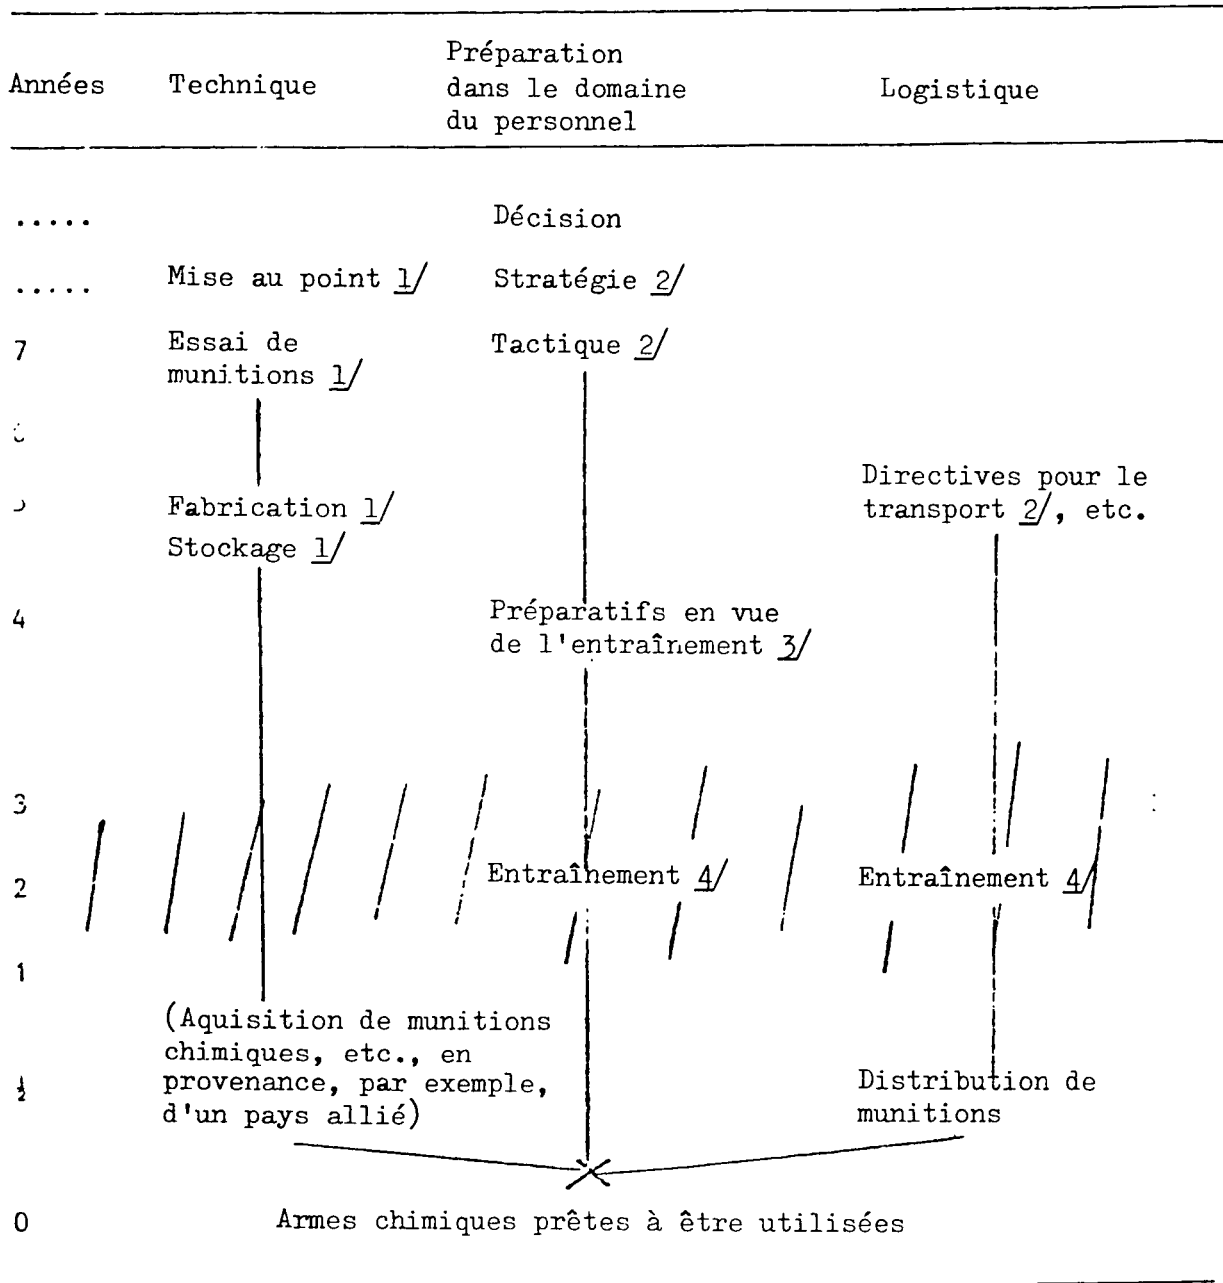 Préparation
Années Technique dans le domaine Logistique
du personnel
..... Décision
..... Mise au point 1/ Stratégie 2/
7 Essai de Tactique 2/
munitions 1/
Directives pour le
Fabrication 1/ transport 2/, etc.
Stockage 1/
4 Préparatifs en vue
de l'entraînement 3/
3
2 Entraînement 4/ Entraînement 4/
1
(Aquisition de munitions
chimiques, etc., en
½ provenance, par exemple, Distribution de
d'un pays allié) munitions
0 Armes chimiques prêtes à être utilisées